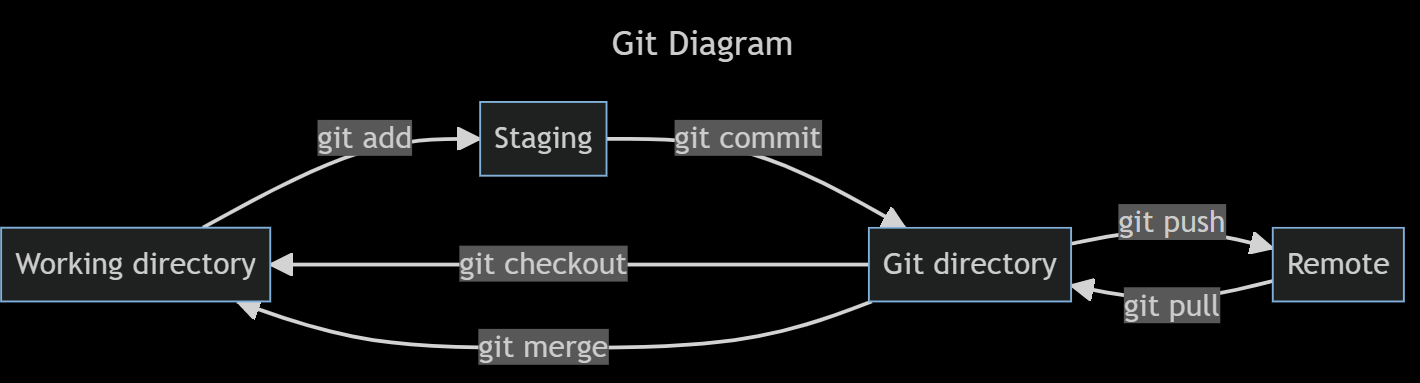 Git Diagram
git add
Staging
git commit
Working directory
git checkout
Git directory
git push
Remote
git pull
git merge